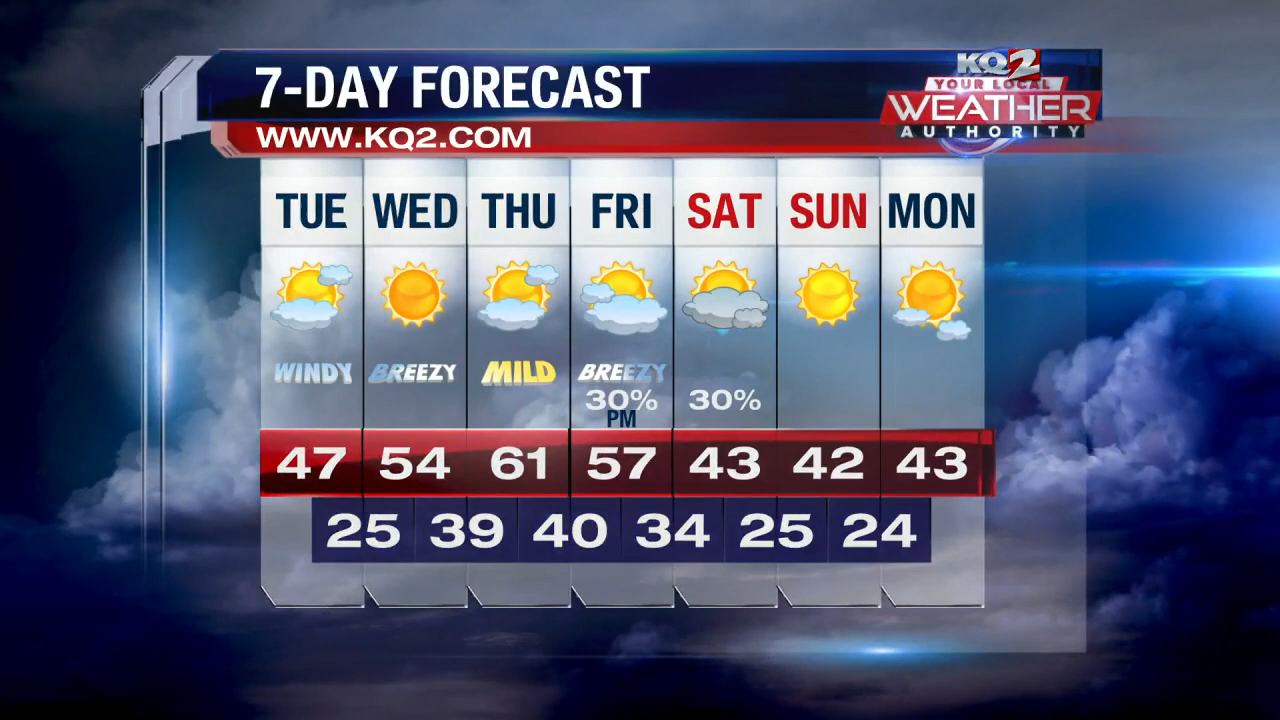 7-DAY FORECAST
WWW.KQ2.COM
KQ2
YOUR LOCAL
WEATHER
AUTHORITY
TUE WED THU FRI SAT SUN MON
WINDY BREEZY MILD BREEZY
30% 30%
PM
47 54 61 57 43 42 43
25 39 40 34 25 24